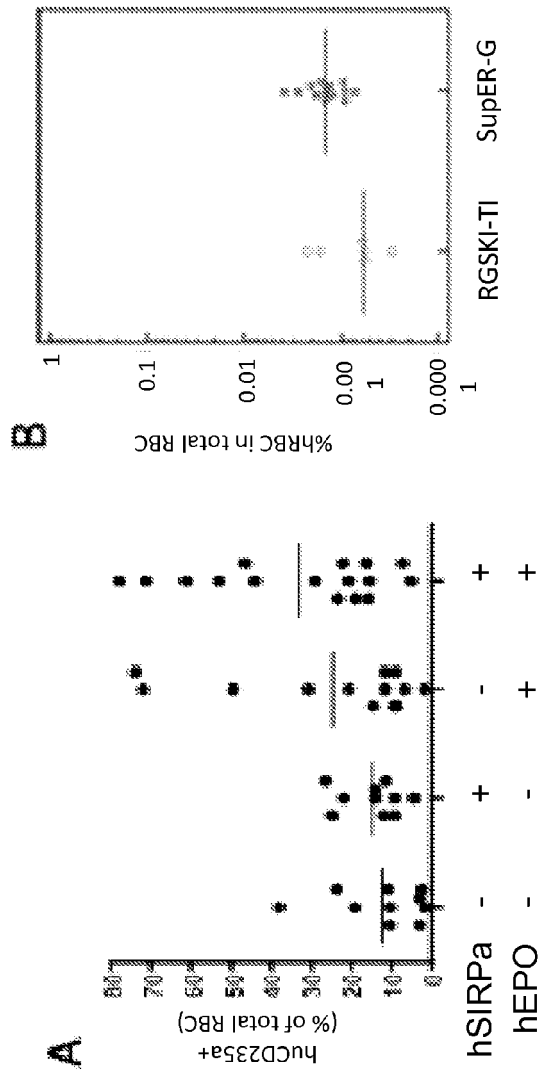 A
huCD235a+
(% of total RBC)
80
70
60
50
40
30
20
10
0
hSIRPa - + - +
hEPO - - + +
B
%hRBC in total RBC
1
0.1
0.01
0.00
1
0.000
1
RGSKI-TI
SupER-G